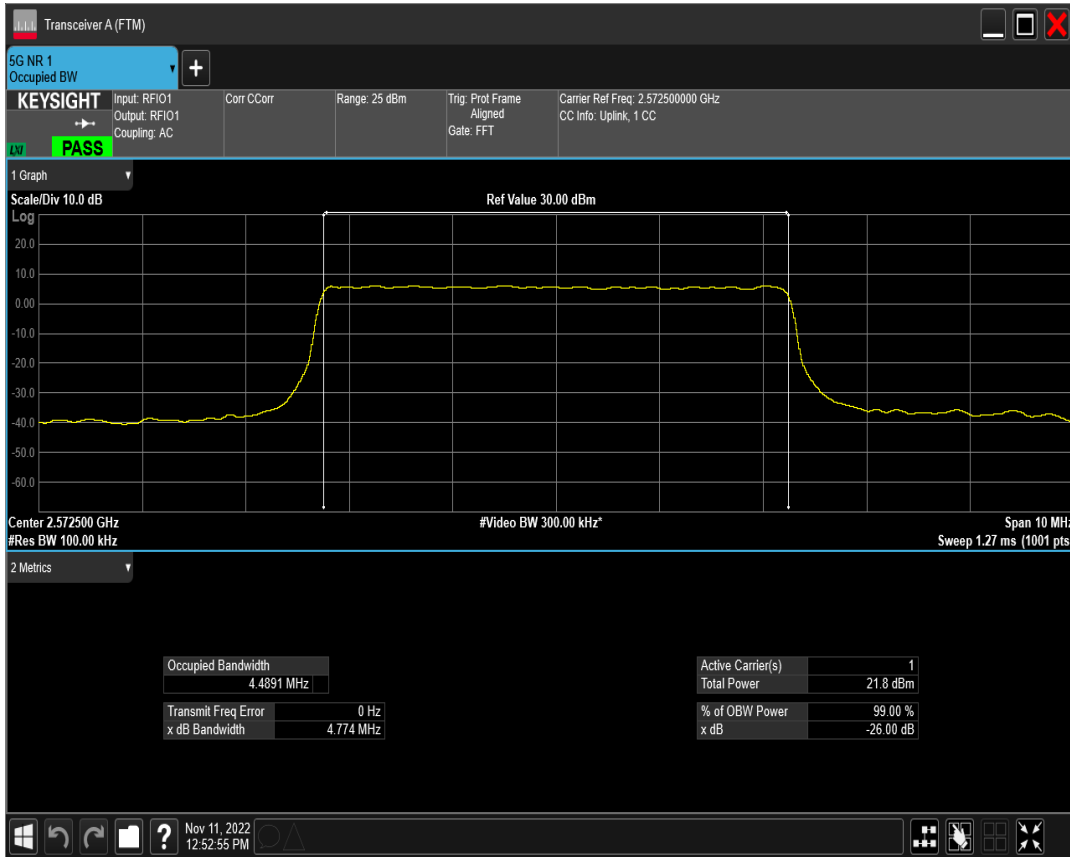 Transceiver A (FTM)
5G NR 1
Occupied BW
+
KEYSIGHT
Input: RFIO1
Output: RFIO1
Coupling: AC
Corr CCorr
Range: 25 dBm
Trig: Prot Frame
Aligned
Gate: FFT
Carrier Ref Freq: 2.572500000 GHz
CC Info: Uplink, 1 CC
LXI
PASS
1 Graph
Scale/Div 10.0 dB
Ref Value 30.00 dBm
Log
20.0
10.0
0.00
-10.0
-20.0
-30.0
-40.0
-50.0
-60.0
Center 2.572500 GHz
#Video BW 300.00 kHz*
Span 10 MHz
#Res BW 100.00 kHz
Sweep 1.27 ms (1001 pts
2 Metrics
Occupied Bandwidth
4.4891 MHz
Transmit Freq Error 0 Hz
x dB Bandwidth 4.774 MHz
Active Carrier(s) 1
Total Power 21.8 dBm
% of OBW Power 99.00 %
x dB -26.00 dB
?
Nov 11, 2022
12:52:55 PM